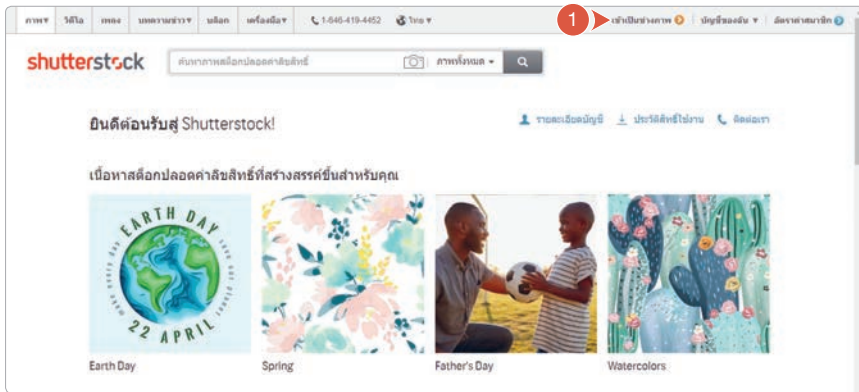 ภาพ▼ วิดีโอ เพลง บทความข่าว▼ บล็อก เครื่องมือ▼ 1-646-419-4452 ไทย ▼ 1 เข้าเป็นช่างภาพ บัญชีของฉัน ▼ อัตราค่าสมาชิก
shutterstock ค้นหาภาพสต็อกปลอดค่าลิขสิทธิ์ ภาพทั้งหมด
ยินดีต้อนรับสู่ Shutterstock! รายละเอียดบัญชี ประวัติสิทธิ์ใช้งาน ติดต่อเรา
เนื้อหาสต็อกปลอดค่าลิขสิทธิ์ที่สร้างสรรค์ขึ้นสำหรับคุณ
EARTH DAY
make every day
love our planet
22 APRIL
Earth Day Spring Father's Day Watercolors